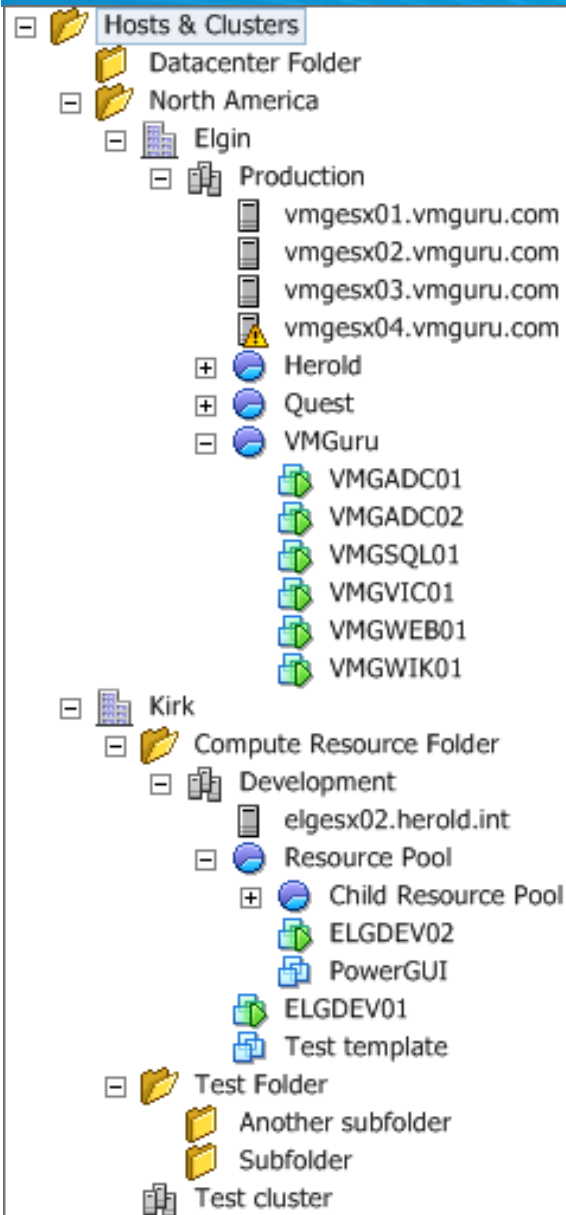 Hosts & Clusters
Datacenter Folder
North America
Elgin
Production
vmgesx01.vmguru.com
vmgesx02.vmguru.com
vmgesx03.vmguru.com
vmgesx04.vmguru.com
Herold
Quest
VMGuru
VMGADC01
VMGADC02
VMGSQL01
VMGVIC01
VMGWEB01
VMGWIK01
Kirk
Compute Resource Folder
Development
elgesx02.herold.int
Resource Pool
Child Resource Pool
ELGDEV02
PowerGUI
ELGDEV01
Test template
Test Folder
Another subfolder
Subfolder
Test cluster